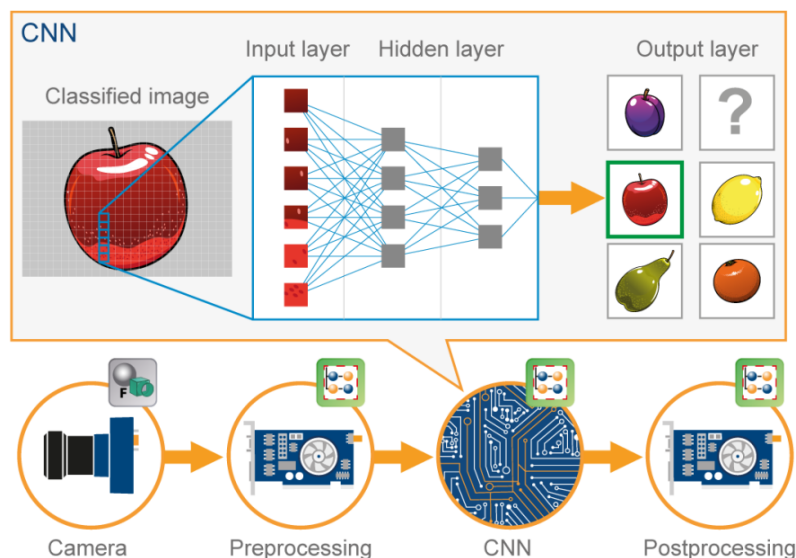 CNN
Input layer
Hidden layer
Output layer
Classified image
?
F
Camera
Preprocessing
CNN
Postprocessing